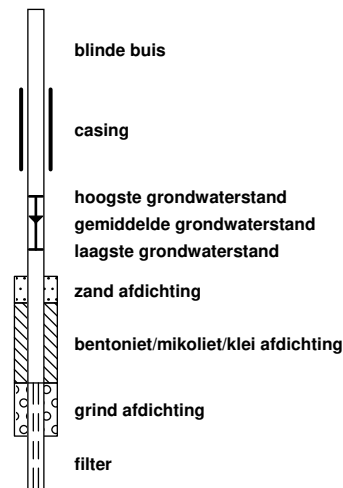 blinde buis
casing
hoogste grondwaterstand
gemiddelde grondwaterstand
laagste grondwaterstand
zand afdichting
bentoniet/mikoliet/klei afdichting
grind afdichting
filter